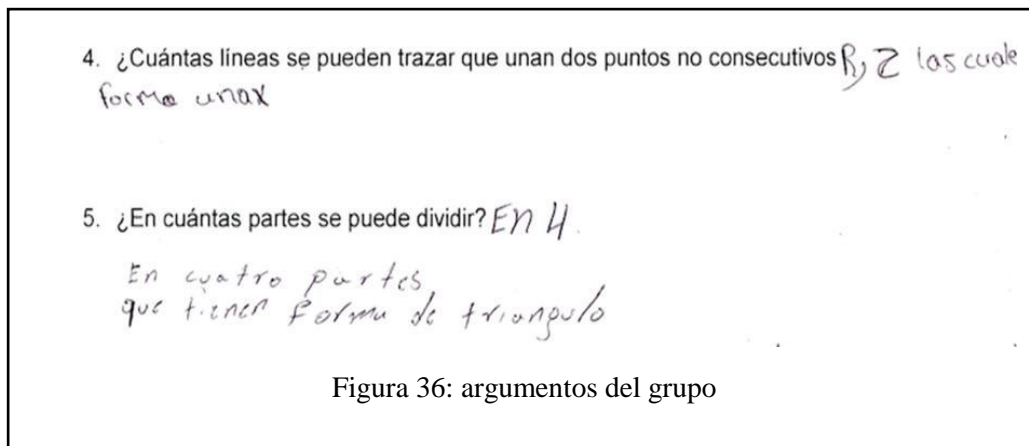 4. ¿Cuántas líneas se pueden trazar que unan dos puntos no consecutivos R, 2 las cuale
forma una x
5. ¿En cuántas partes se puede dividir? En 4.
En cuatro partes,
que tienen forma de triangulo
Figura 36: argumentos del grupo